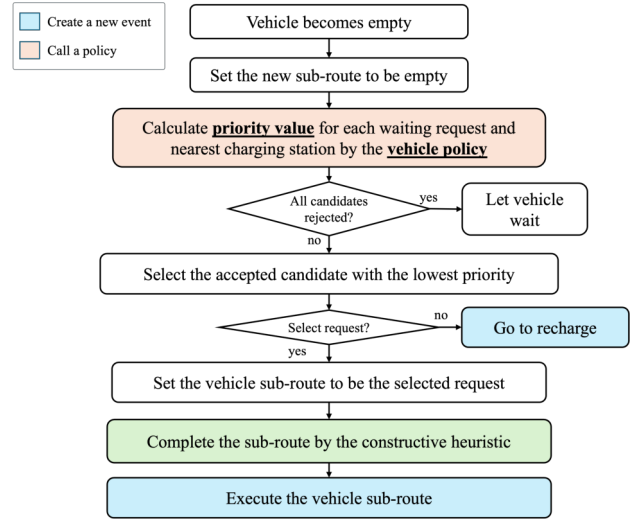 Create a new event
Call a policy
Vehicle becomes empty
Set the new sub-route to be empty
Calculate priority value for each waiting request and
nearest charging station by the vehicle policy
All candidates
rejected?
yes
Let vehicle
wait
no
Select the accepted candidate with the lowest priority
Select request?
no
Go to recharge
yes
Set the vehicle sub-route to be the selected request
Complete the sub-route by the constructive heuristic
Execute the vehicle sub-route